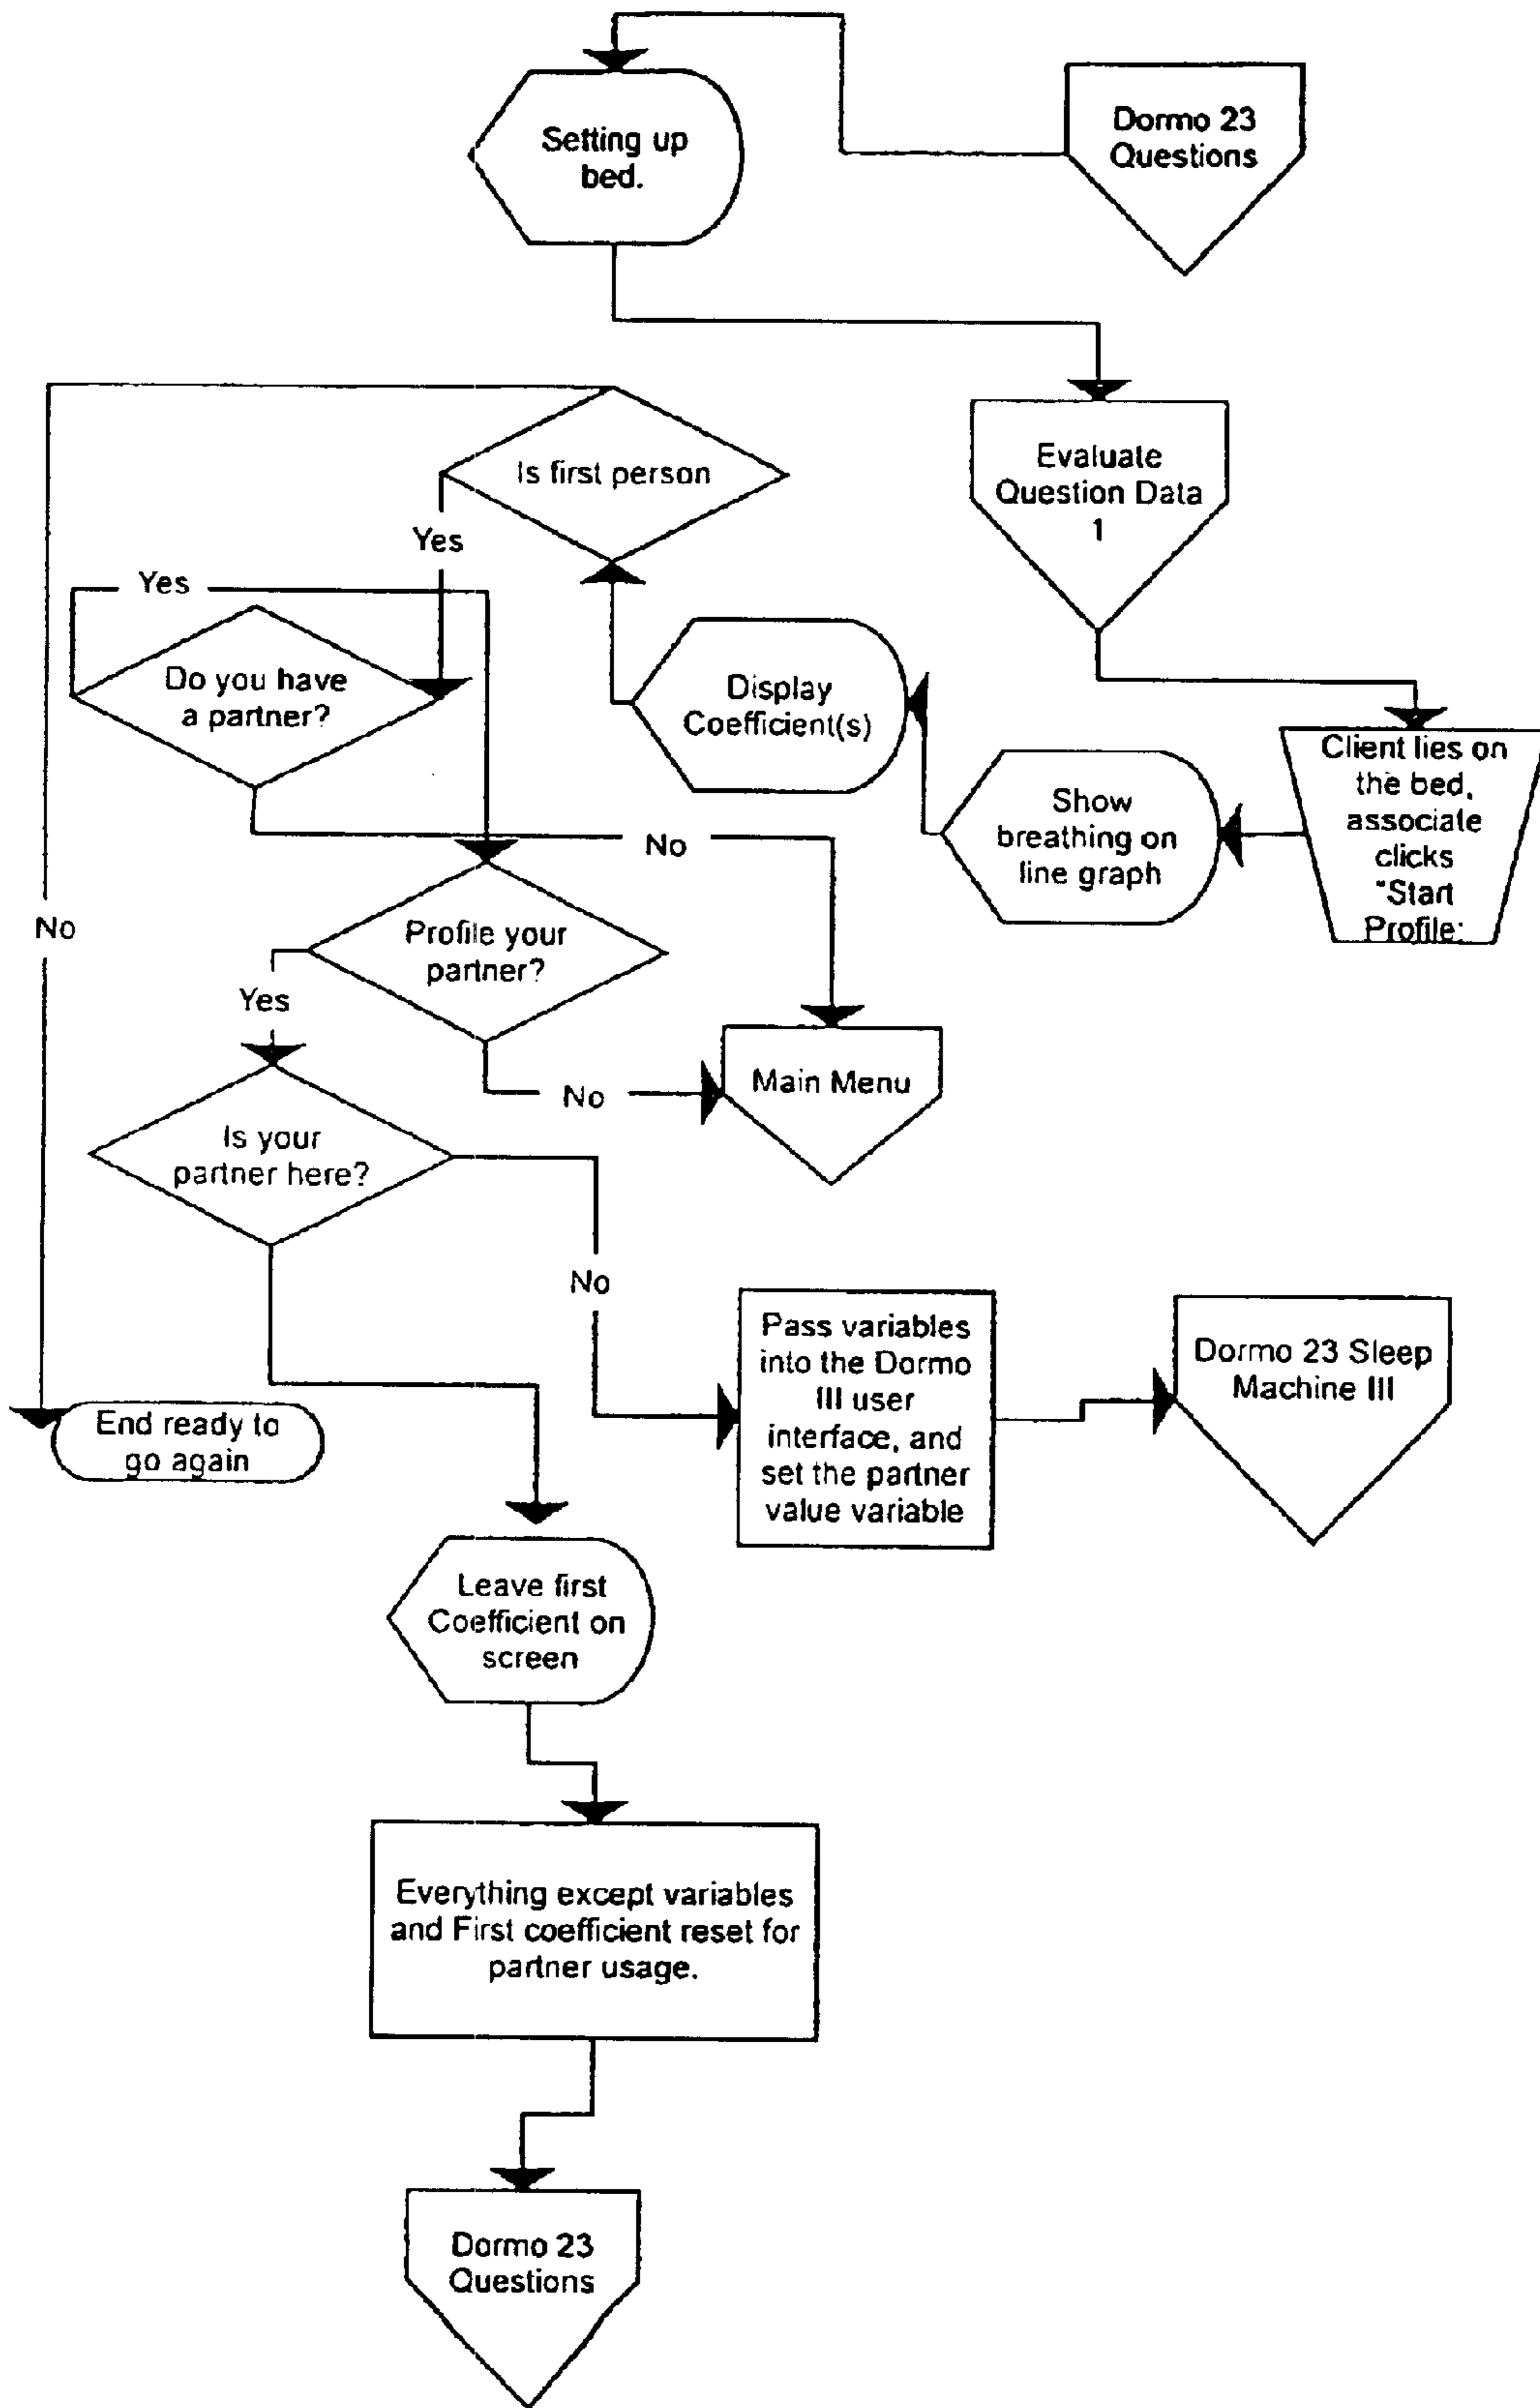 Setting up
bed.
Dormo 23
Questions
Is first person
Evaluate
Question Data
1
Yes
Yes
Do you have
a partner?
Display
Coefficient(s)
Client lies on
the bed,
associate
clicks
"Start
Profile:
Show
breathing on
line graph
No
No
Profile your
partner?
Yes
Main Menu
No
Is your
partner here?
No
Pass variables
into the Dormo
III user
interface, and
set the partner
value variable
Dormo 23 Sleep
Machine III
End ready to
go again
Leave first
Coefficient on
screen
Everything except variables
and First coefficient reset for
partner usage.
Dormo 23
Questions